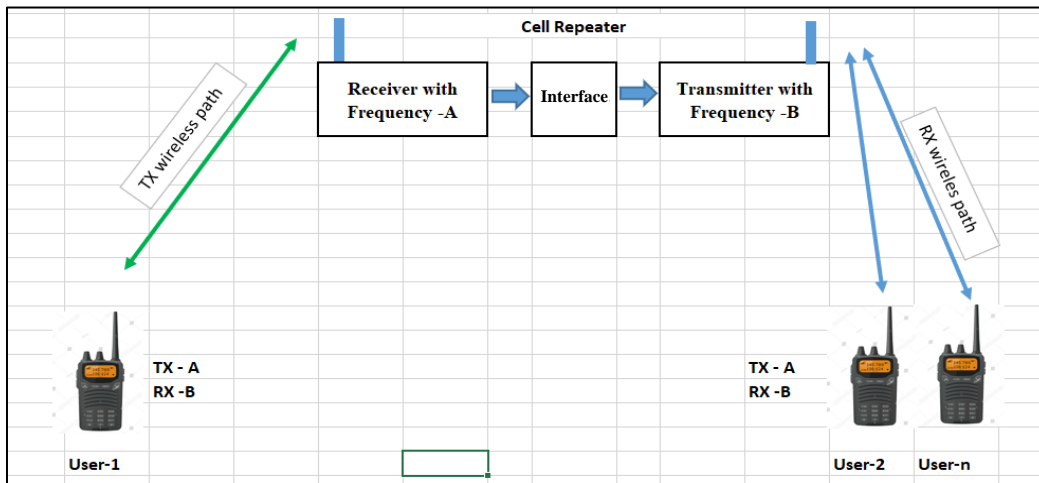 Cell Repeater
Receiver with
Frequency -A
Interface
Transmitter with
Frequency -B
TX wireless path
RX wireles path
TX - A
RX -B
TX - A
RX -B
User-1
User-2
User-n